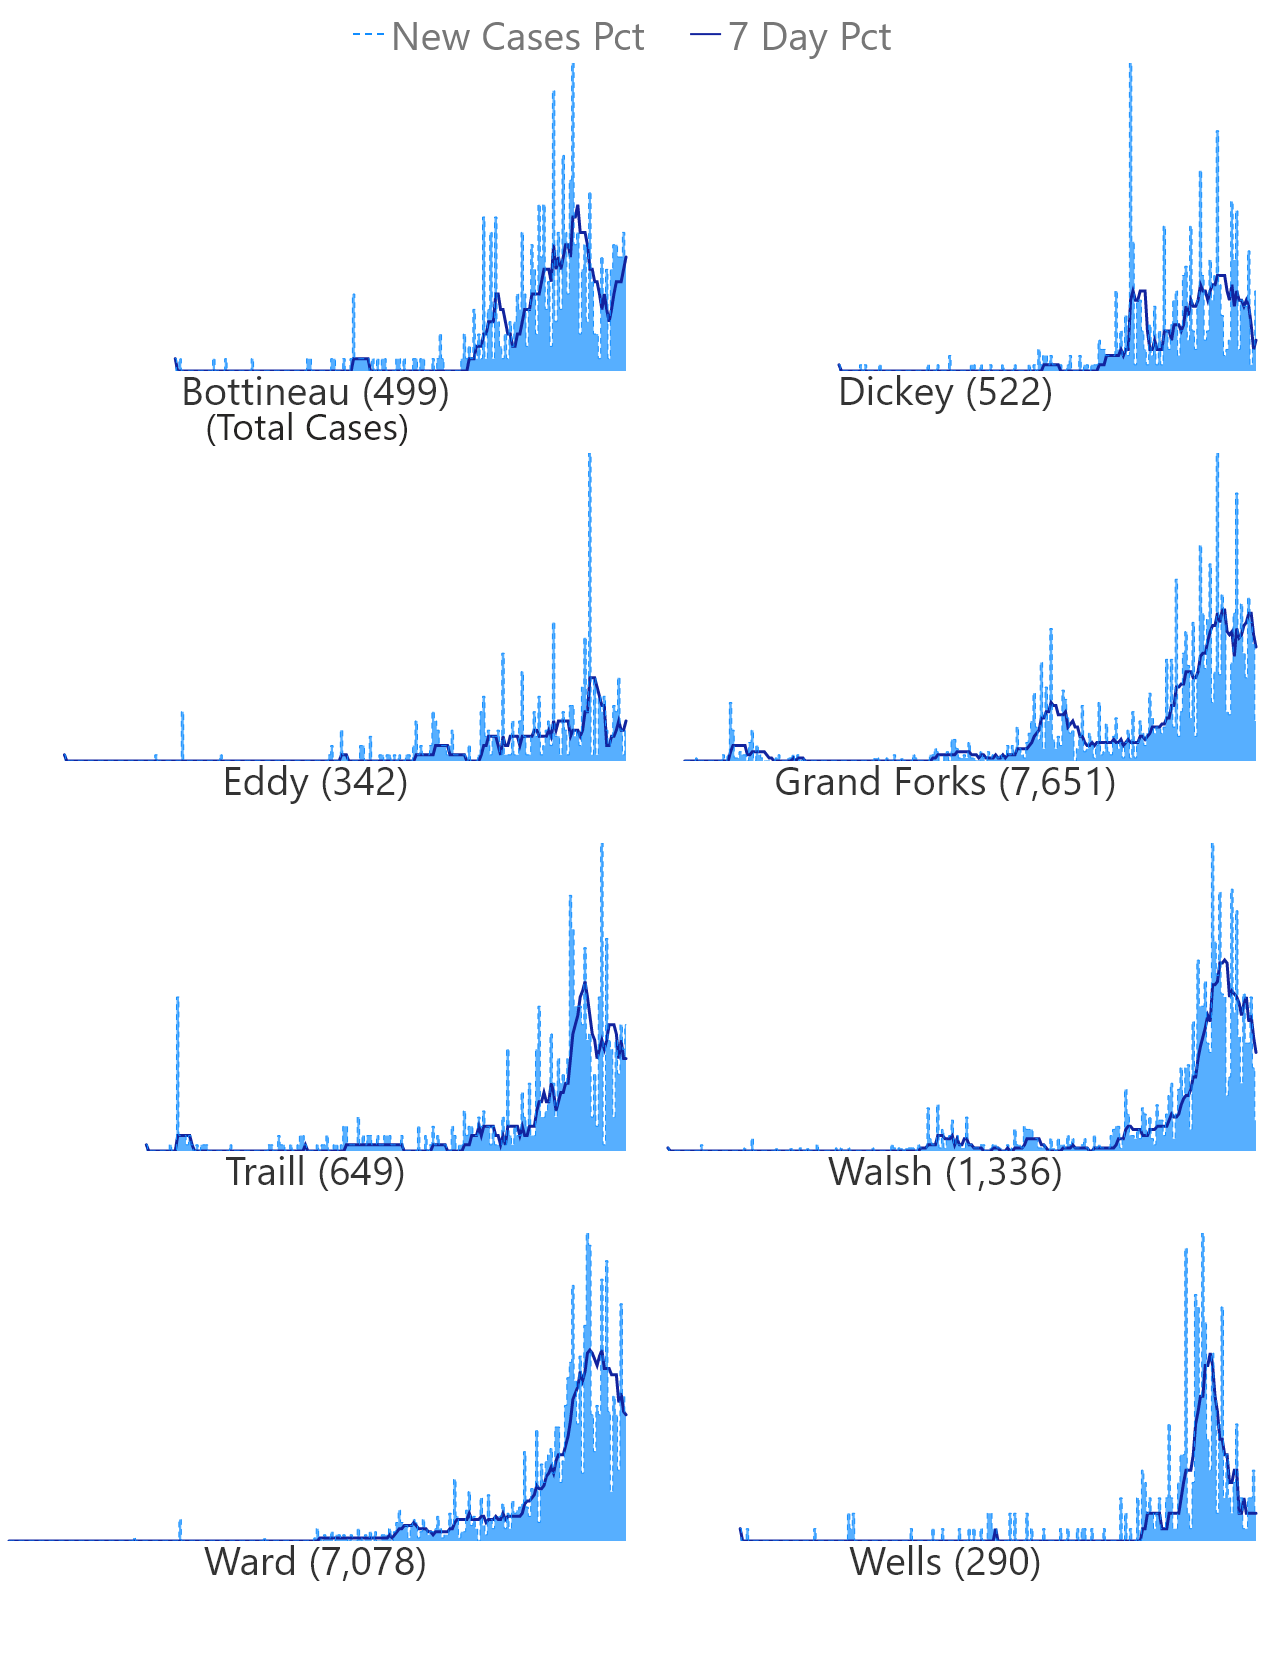 New Cases Pct 7 Day Pct
Bottineau (499)
(Total Cases)
Dickey (522)
Eddy (342)
Grand Forks (7,651)
Traill (649)
Walsh (1,336)
Ward (7,078)
Wells (290)